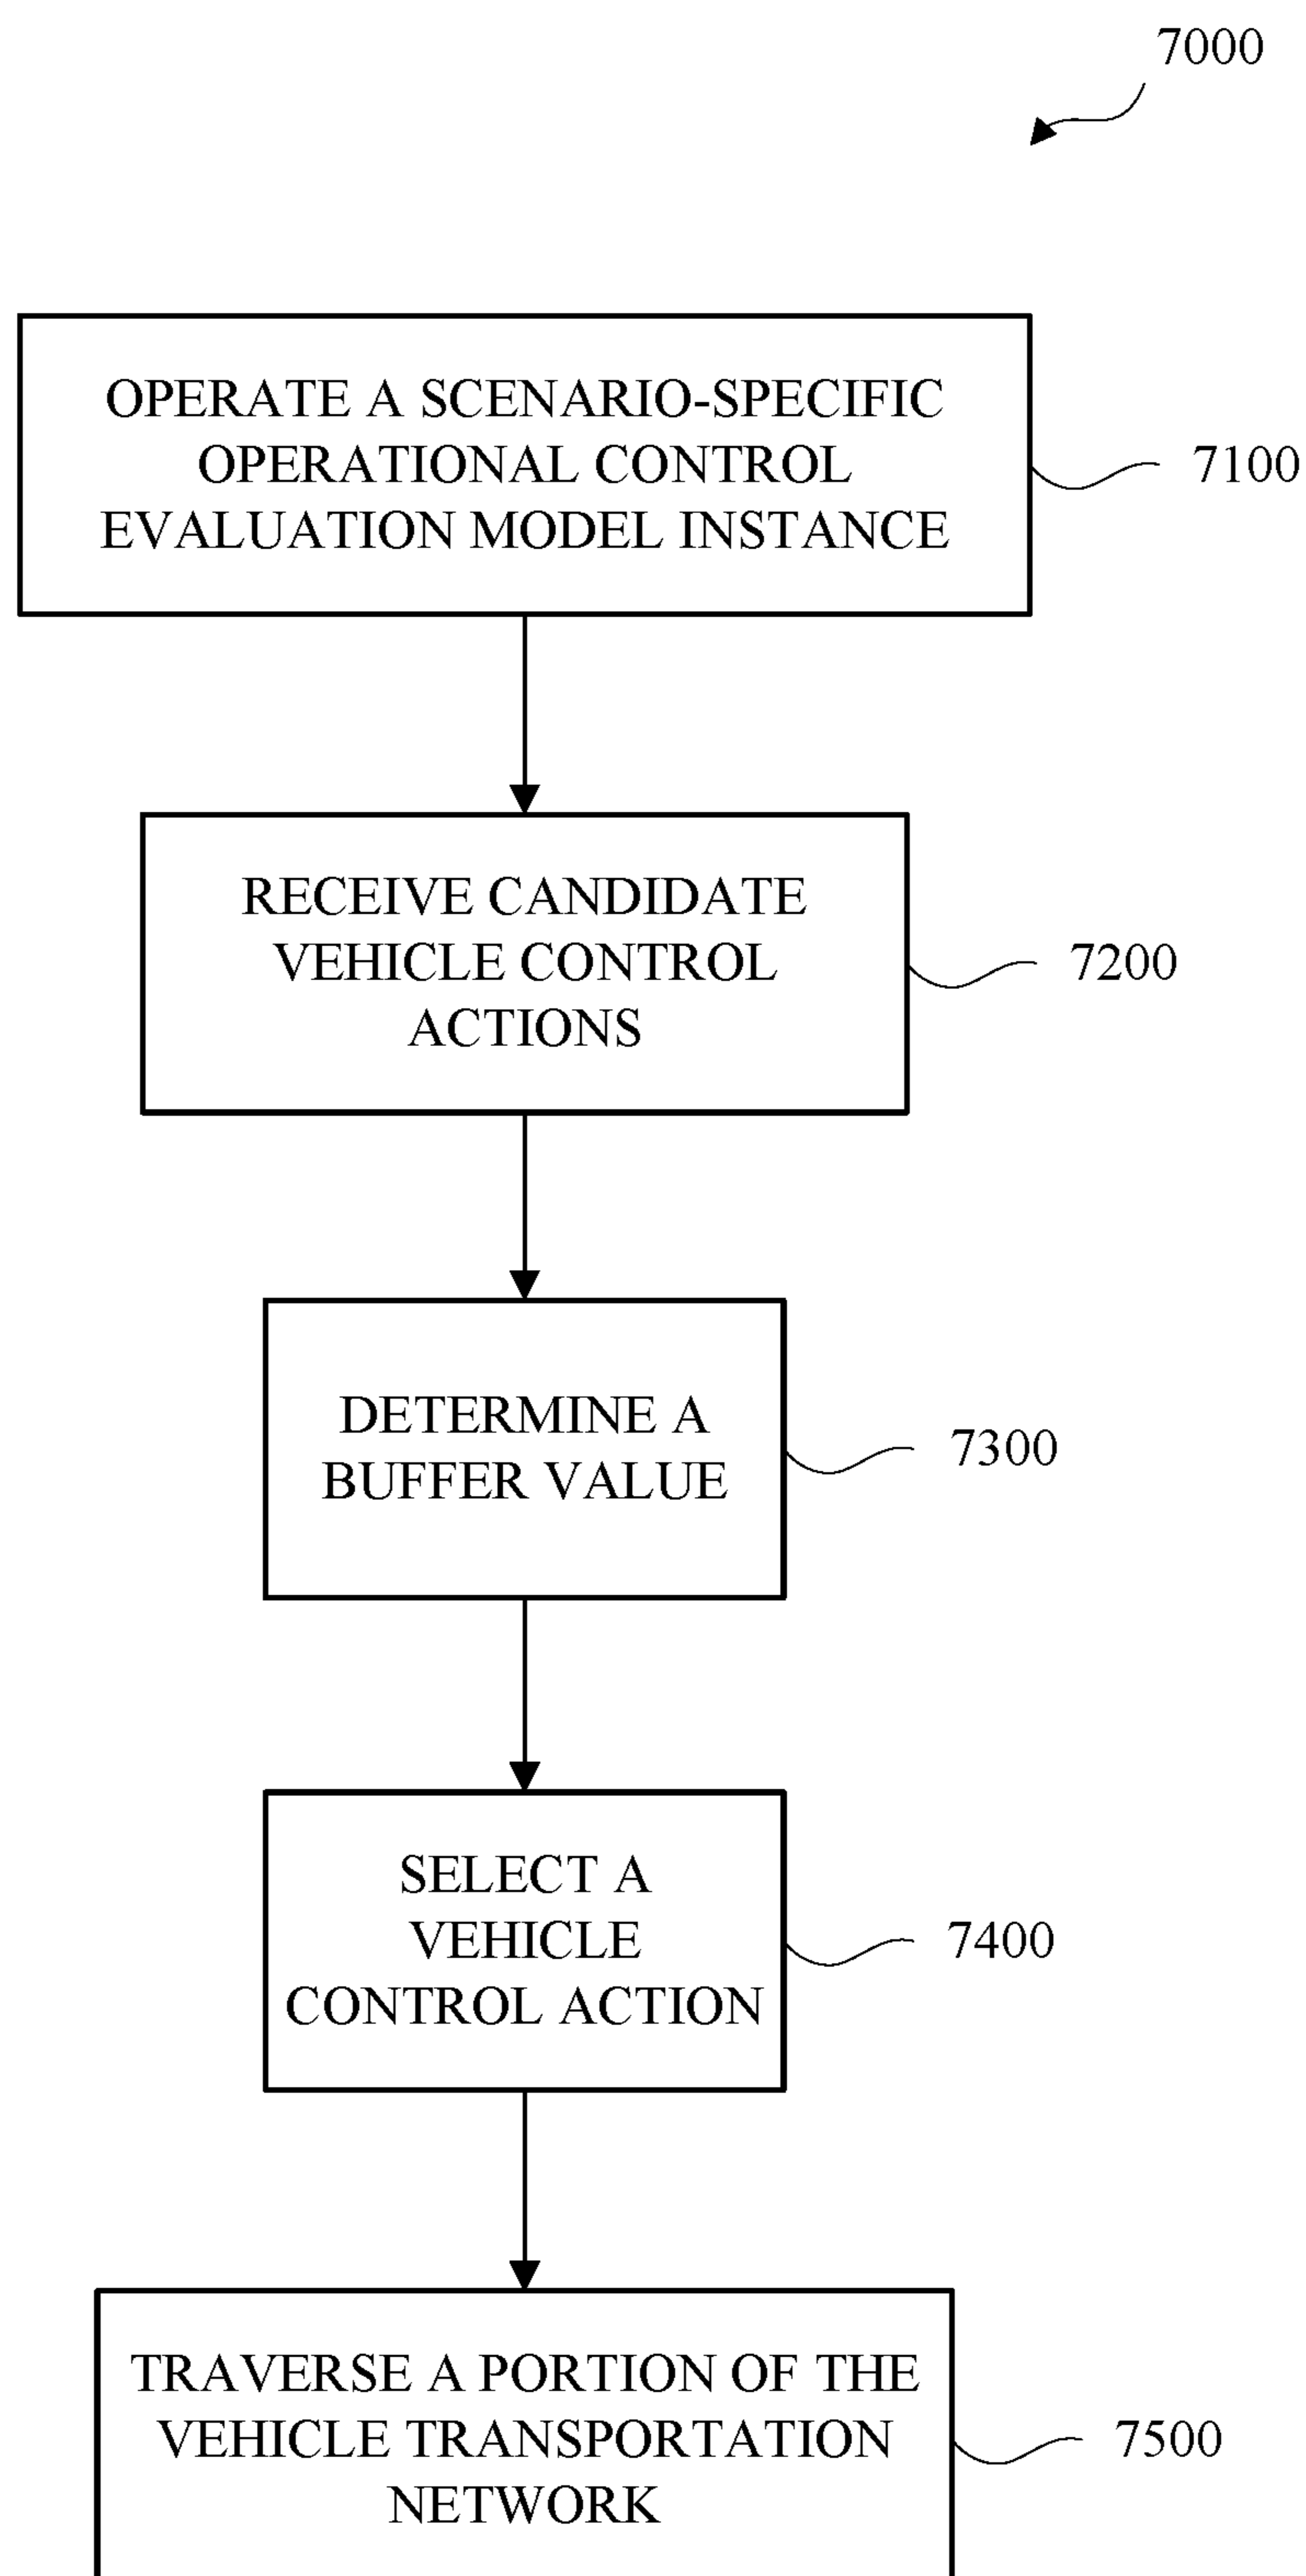 7000
OPERATE A SCENARIO-SPECIFIC
OPERATIONAL CONTROL
EVALUATION MODEL INSTANCE
7100
RECEIVE CANDIDATE
VEHICLE CONTROL
ACTIONS
7200
DETERMINE A
BUFFER VALUE
7300
SELECT A
VEHICLE
CONTROL ACTION
7400
TRAVERSE A PORTION OF THE
VEHICLE TRANSPORTATION
NETWORK
7500